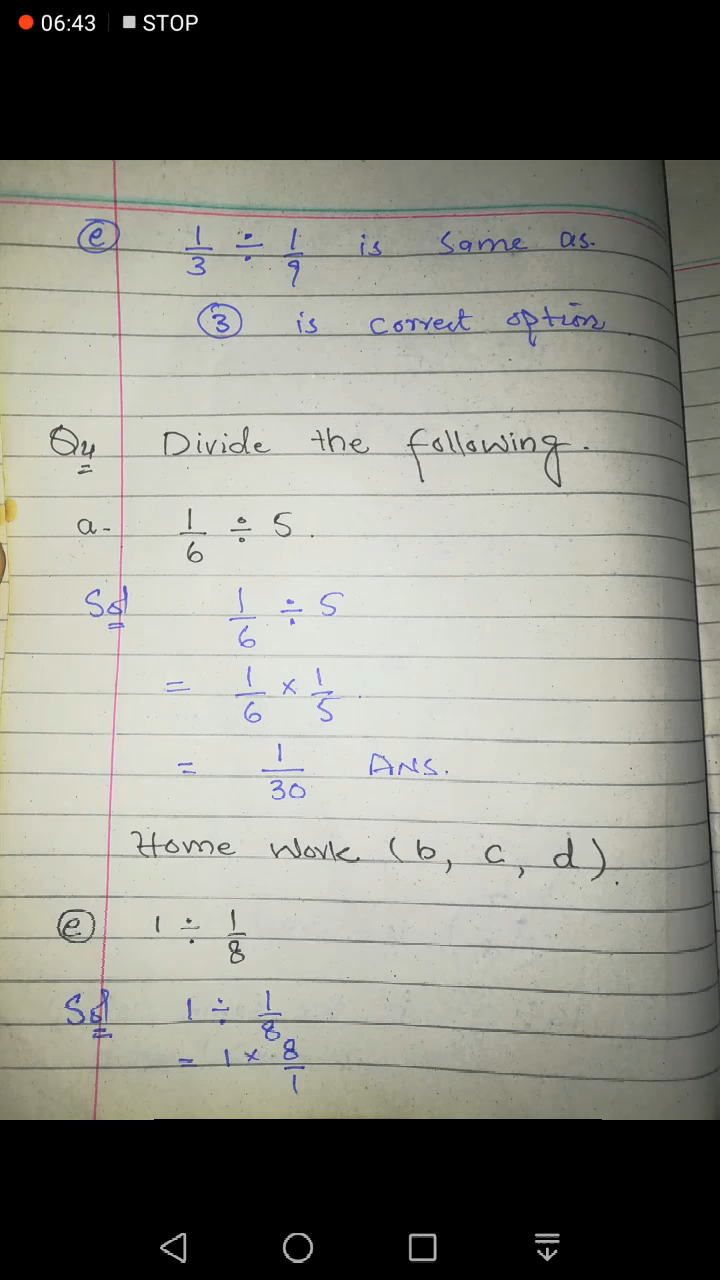 06:43 STOP
ⓔ 1/3 ÷ 1/9 is same as.
③ is correct option
Q4 Divide the following.
a- 1/6 ÷ 5.
Sol 1/6 ÷ 5
= 1/6 × 1/5
= 1/30 ANS.
Home Work (b, c, d).
ⓔ 1 ÷ 1/8
Sol 1 ÷ 1/8
= 1 × 8/1